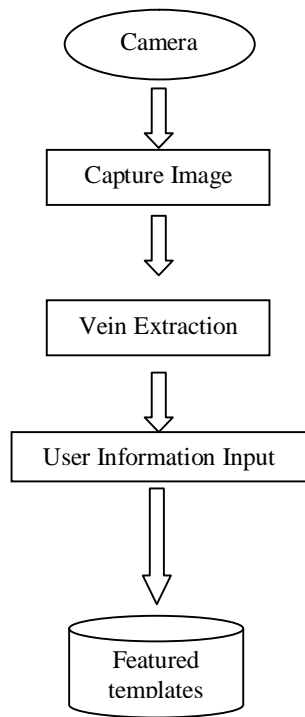 Camera
Capture Image
Vein Extraction
User Information Input
Featured
templates